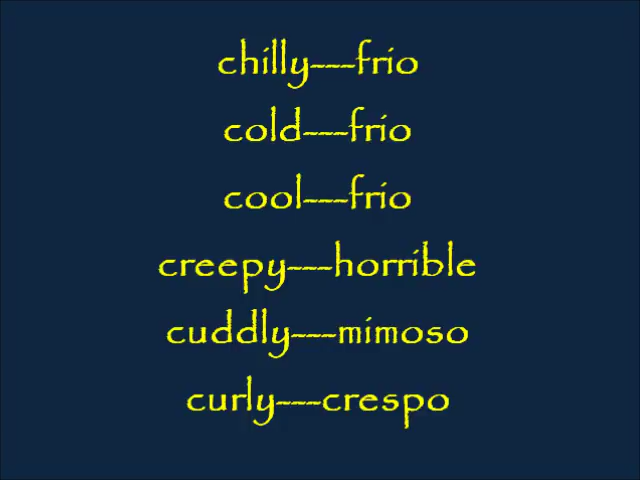 chilly---frio
cold---frio
cool---frio
creepy---horrible
cuddly---mimoso
curly---crespo